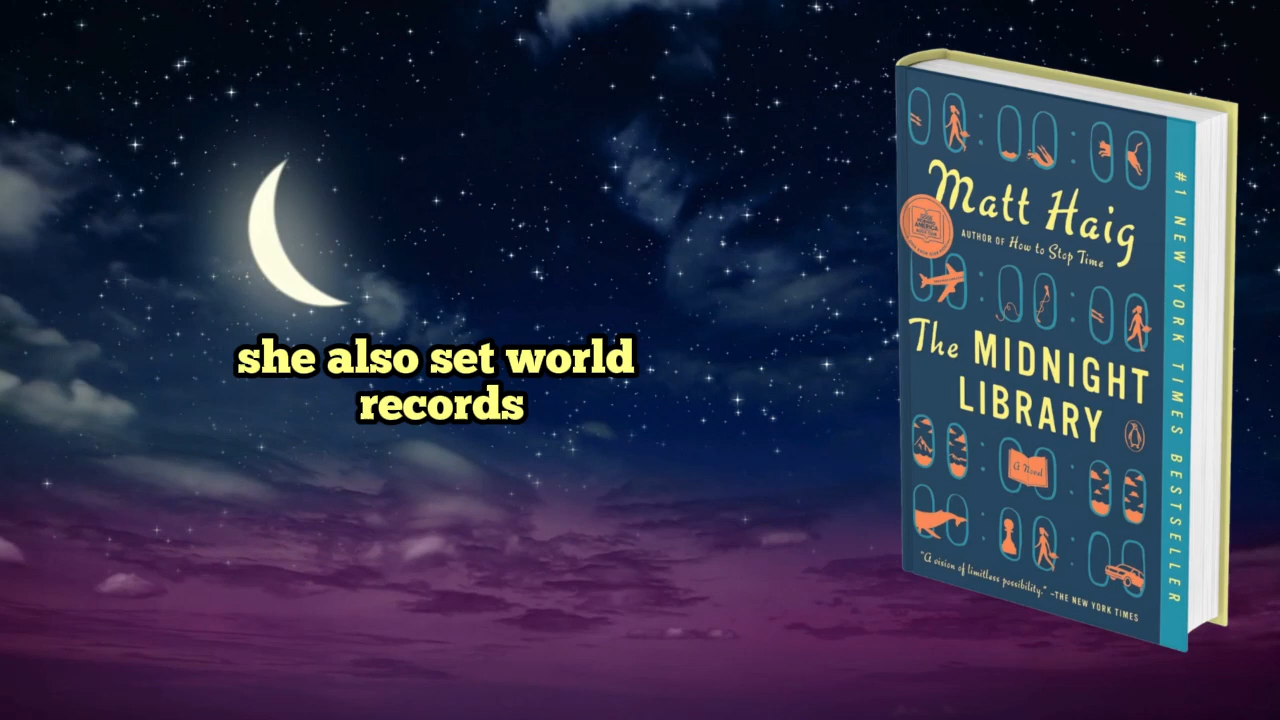 she also set world
records
Matt Haig
AUTHOR OF How to Stop Time
The MIDNIGHT
LIBRARY
A Novel
"A vision of limitless possibility." —THE NEW YORK TIMES
#1 NEW YORK TIMES BESTSELLER